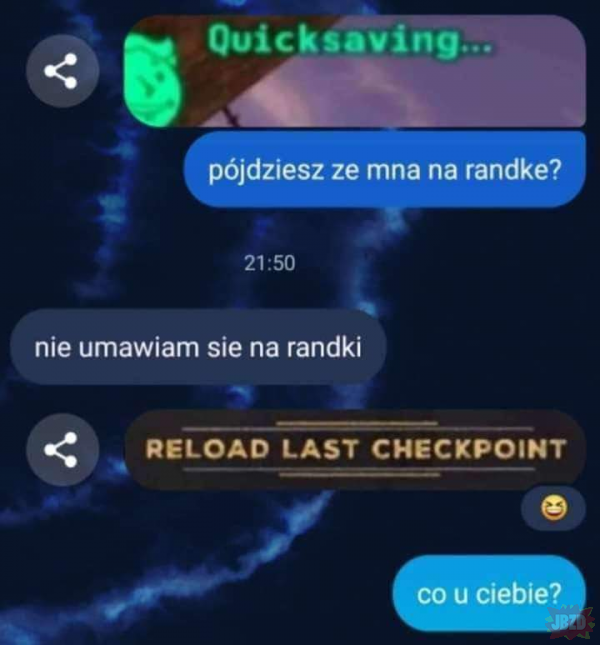 Quicksaving...
pójdziesz ze mna na randke?
21:50
nie umawiam sie na randki
RELOAD LAST CHECKPOINT
co u ciebie?
JBZD